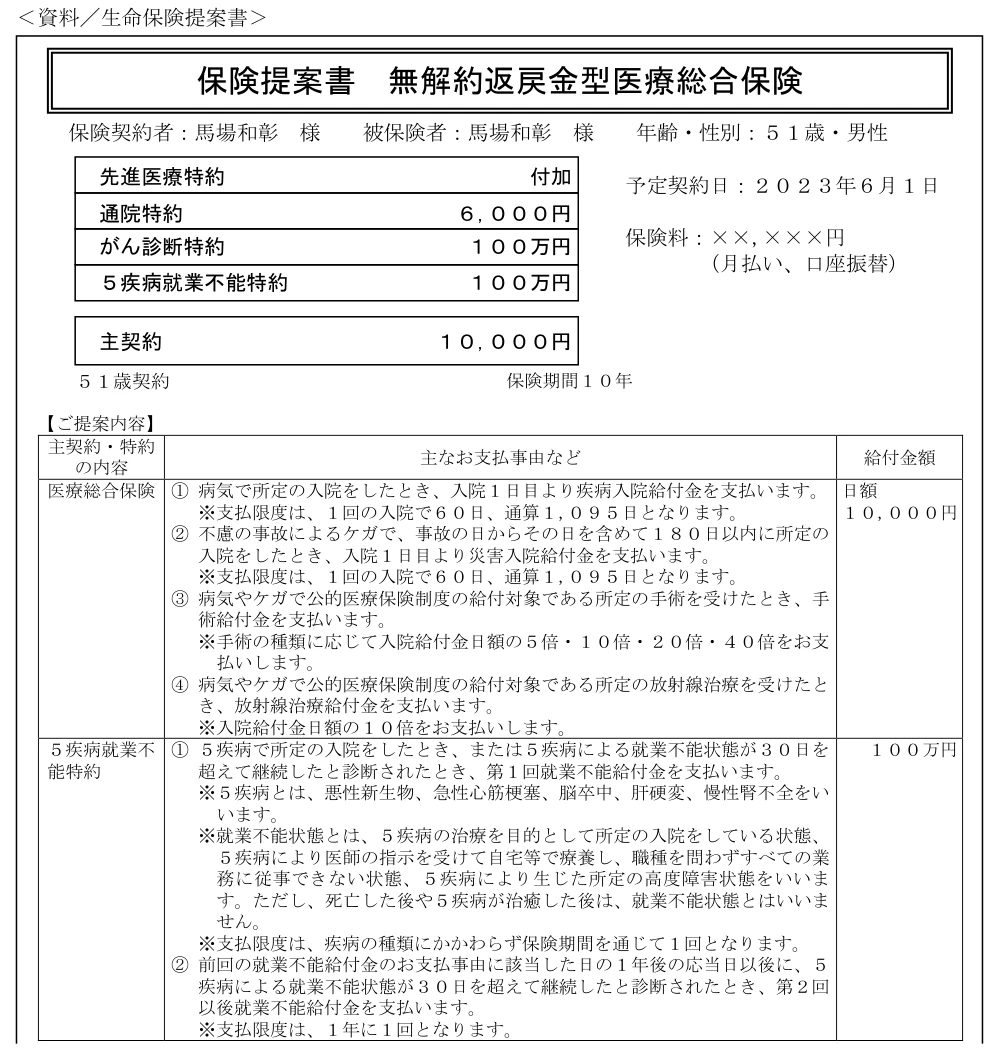 ＜資料／生命保険提案書＞
保険提案書　無解約返戻金型医療総合保険
保険契約者：馬場和彰　様　　被保険者：馬場和彰　様　　年齢・性別：５１歳・男性
先進医療特約　付加
通院特約　６,０００円
がん診断特約　１００万円
５疾病就業不能特約　１００万円
予定契約日：２０２３年６月１日
保険料：××,×××円
（月払い、口座振替）
主契約　１０,０００円
５１歳契約　保険期間１０年
【ご提案内容】
主契約・特約
の内容
主なお支払事由など
給付金額
医療総合保険
① 病気で所定の入院をしたとき、入院１日目より疾病入院給付金を支払います。
※支払限度は、１回の入院で６０日、通算１,０９５日となります。
② 不慮の事故によるケガで、事故の日からその日を含めて１８０日以内に所定の
入院をしたとき、入院１日目より災害入院給付金を支払います。
※支払限度は、１回の入院で６０日、通算１,０９５日となります。
③ 病気やケガで公的医療保険制度の給付対象である所定の手術を受けたとき、手
術給付金を支払います。
※手術の種類に応じて入院給付金日額の５倍・１０倍・２０倍・４０倍をお支
払いします。
④ 病気やケガで公的医療保険制度の給付対象である所定の放射線治療を受けたと
き、放射線治療給付金を支払います。
※入院給付金日額の１０倍をお支払いします。
日額
１０,０００円
５疾病就業不
能特約
① ５疾病で所定の入院をしたとき、または５疾病による就業不能状態が３０日を
超えて継続したと診断されたとき、第１回就業不能給付金を支払います。
※５疾病とは、悪性新生物、急性心筋梗塞、脳卒中、肝硬変、慢性腎不全をい
います。
※就業不能状態とは、５疾病の治療を目的として所定の入院をしている状態、
５疾病により医師の指示を受けて自宅等で療養し、職種を問わずすべての業
務に従事できない状態、５疾病により生じた所定の高度障害状態をいいま
す。ただし、死亡した後や５疾病が治癒した後は、就業不能状態とはいいま
せん。
※支払限度は、疾病の種類にかかわらず保険期間を通じて１回となります。
② 前回の就業不能給付金のお支払事由に該当した日の１年後の応当日以後に、５
疾病による就業不能状態が３０日を超えて継続したと診断されたとき、第２回
以後就業不能給付金を支払います。
※支払限度は、１年に１回となります。
１００万円